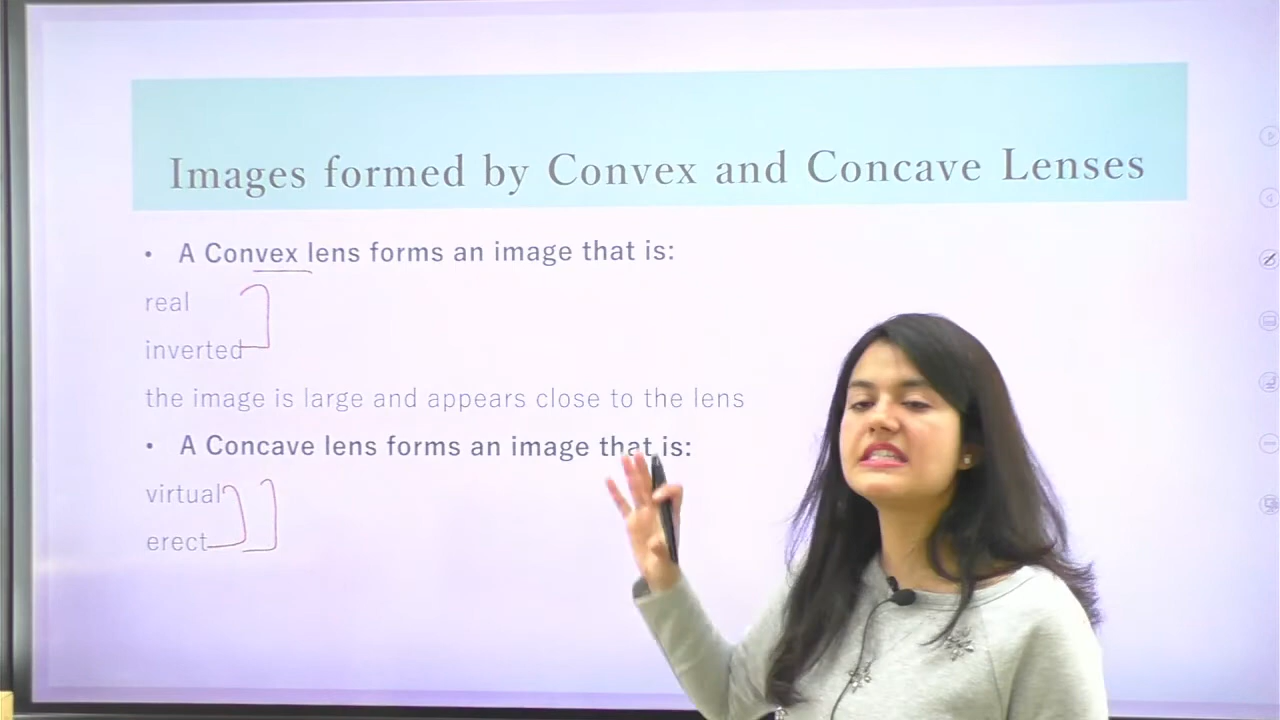 Images formed by Convex and Concave Lenses
• A Convex lens forms an image that is:
real
inverted
the image is large and appears close to the lens
• A Concave lens forms an image that is:
virtual
erect